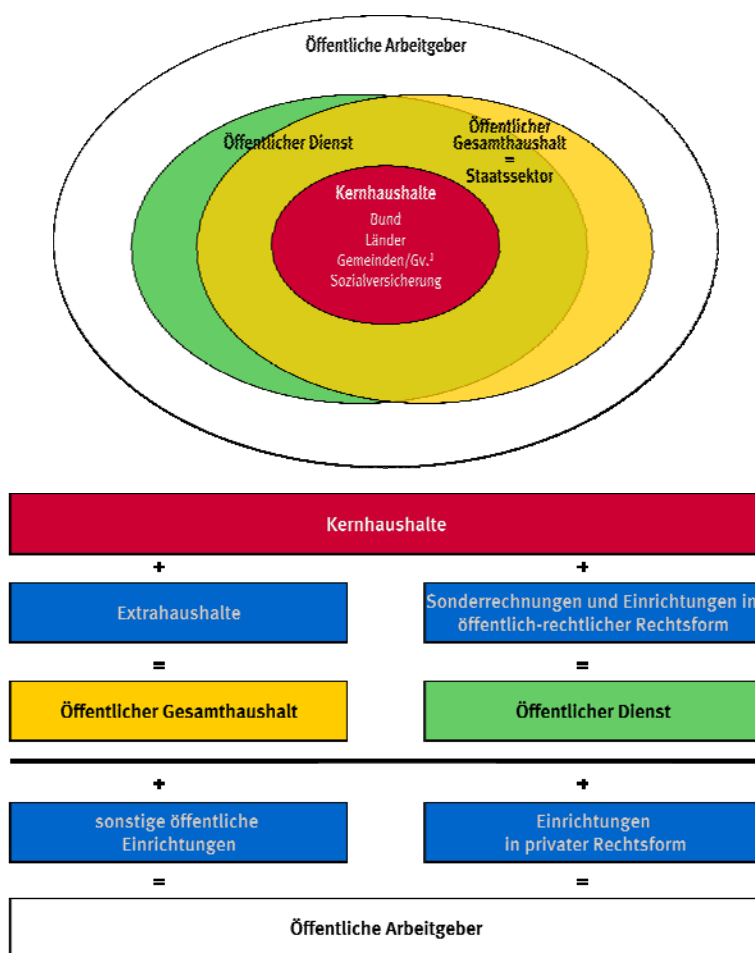 Öffentliche Arbeitgeber
Öffentlicher Dienst
Öffentlicher
Gesamthaushalt
=
Staatssektor
Kernhaushalte
Bund
Länder
Gemeinden/Gv.¹
Sozialversicherung
Kernhaushalte
+ +
Extrahaushalte
Sonderrechnungen und Einrichtungen in
öffentlich-rechtlicher Rechtsform
= =
Öffentlicher Gesamthaushalt
Öffentlicher Dienst
+ +
sonstige öffentliche
Einrichtungen
Einrichtungen
in privater Rechtsform
= =
Öffentliche Arbeitgeber